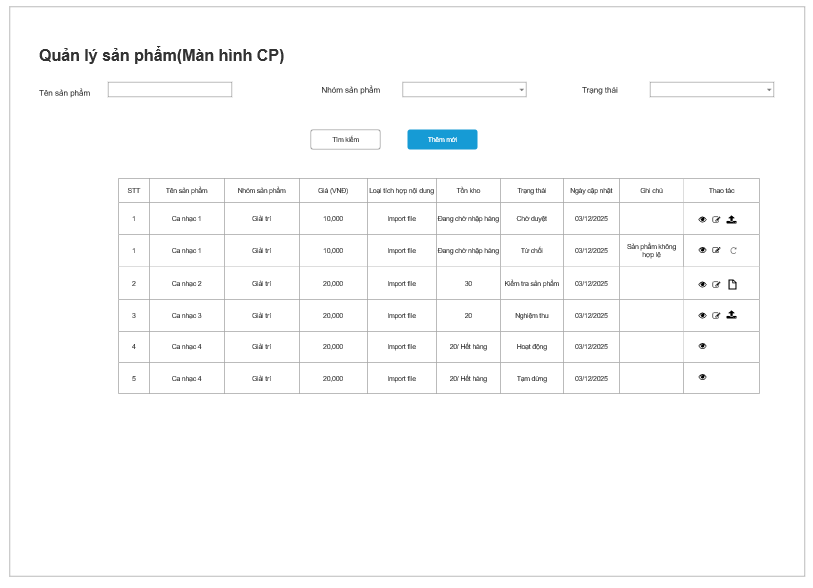 Quản lý sản phẩm(Màn hình CP)
Tên sản phẩm Nhóm sản phẩm Trạng thái
Tìm kiếm Thêm mới
STT Tên sản phẩm Nhóm sản phẩm Giá (VNĐ) Loại tích hợp nội dung Tồn kho Trạng thái Ngày cập nhật Ghi chú Thao tác
1 Ca nhạc 1 Giải trí 10,000 Import file Đang chờ nhập hàng Chờ duyệt 03/12/2025
1 Ca nhạc 1 Giải trí 10,000 Import file Đang chờ nhập hàng Từ chối 03/12/2025 Sản phẩm không
hợp lệ
2 Ca nhạc 2 Giải trí 20,000 Import file 30 Kiểm tra sản phẩm 03/12/2025
3 Ca nhạc 3 Giải trí 20,000 Import file 20 Nghiệm thu 03/12/2025
4 Ca nhạc 4 Giải trí 20,000 Import file 20/ Hết hàng Hoạt động 03/12/2025
5 Ca nhạc 4 Giải trí 20,000 Import file 20/ Hết hàng Tạm dừng 03/12/2025